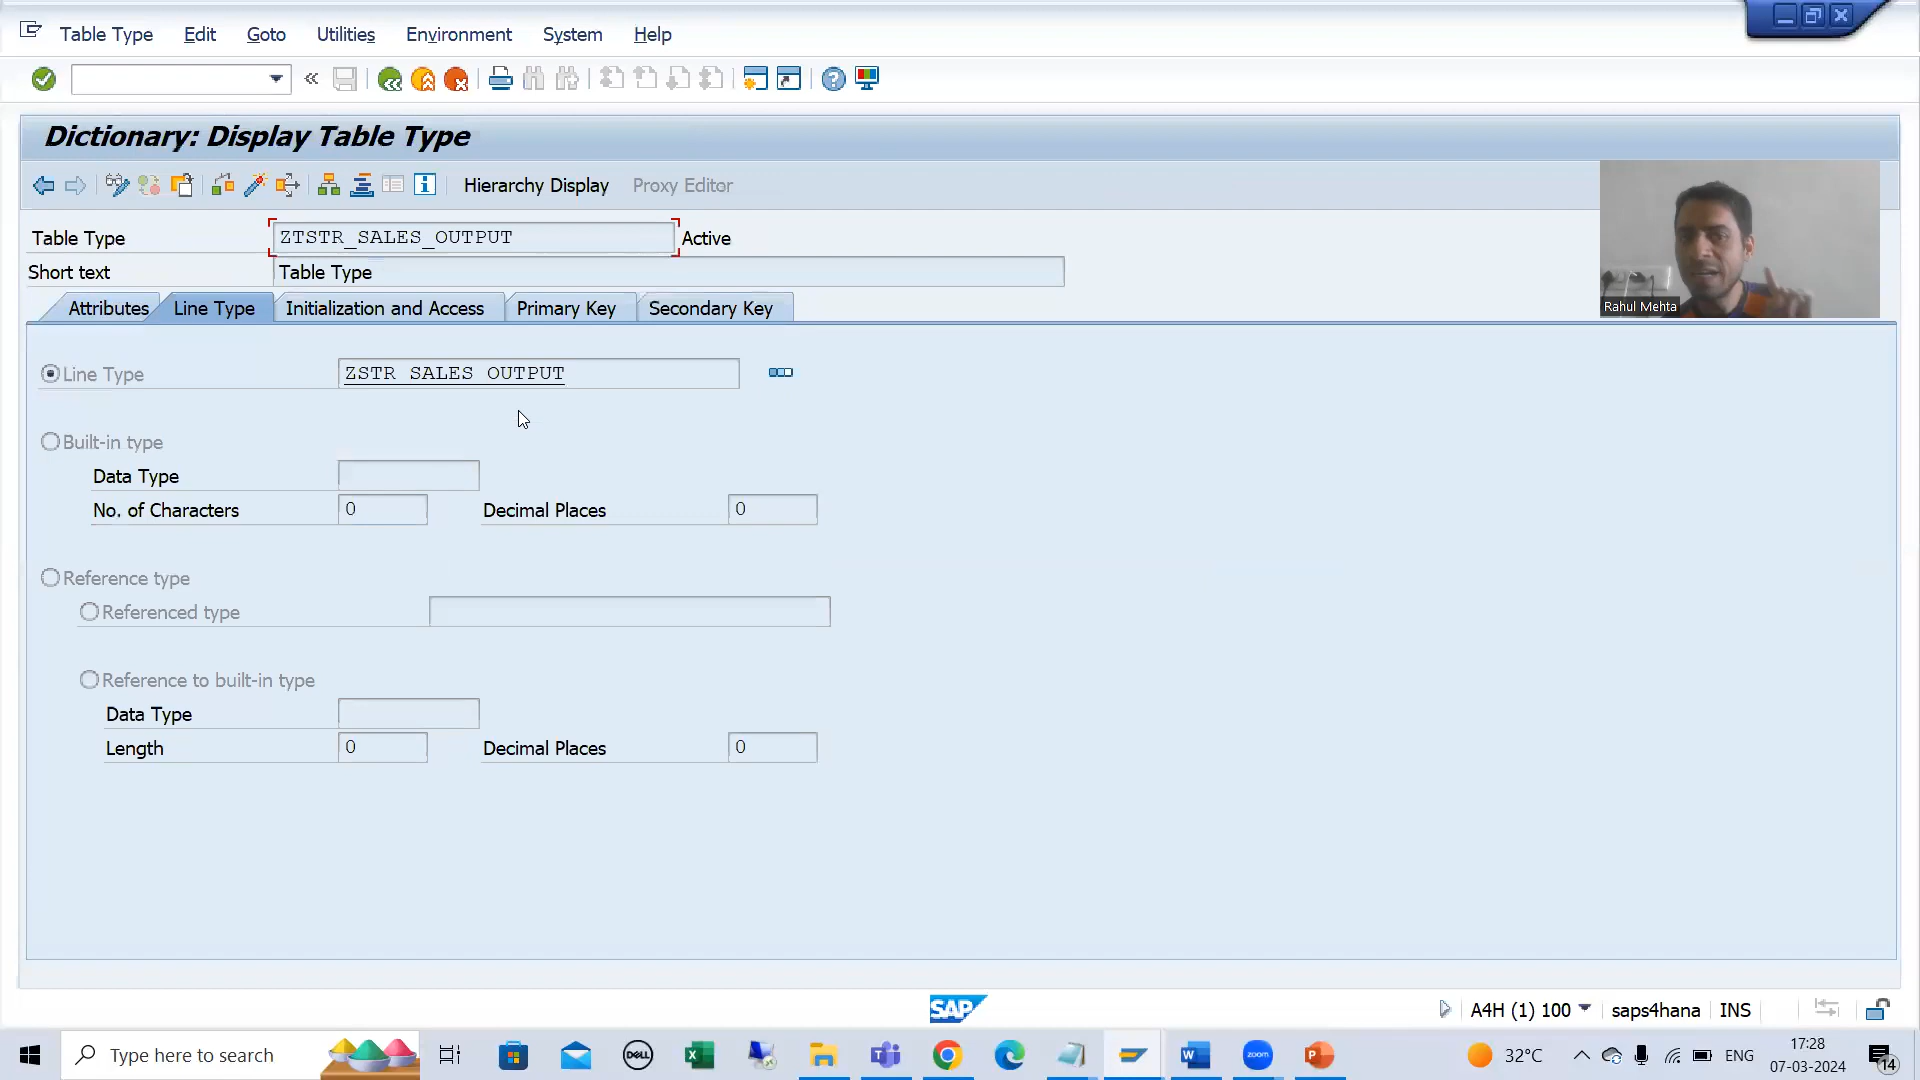 Table Type Edit Goto Utilities Environment System Help
Dictionary: Display Table Type
Hierarchy Display Proxy Editor
Table Type ZTSTR_SALES_OUTPUT Active
Short text Table Type
Attributes Line Type Initialization and Access Primary Key Secondary Key
Rahul Mehta
Line Type ZSTR_SALES_OUTPUT
Built-in type
Data Type
No. of Characters 0 Decimal Places 0
Reference type
Referenced type
Reference to built-in type
Data Type
Length 0 Decimal Places 0
SAP A4H (1) 100 saps4hana INS
Type here to search DELL zoom 32°C ENG 17:28
07-03-2024 14